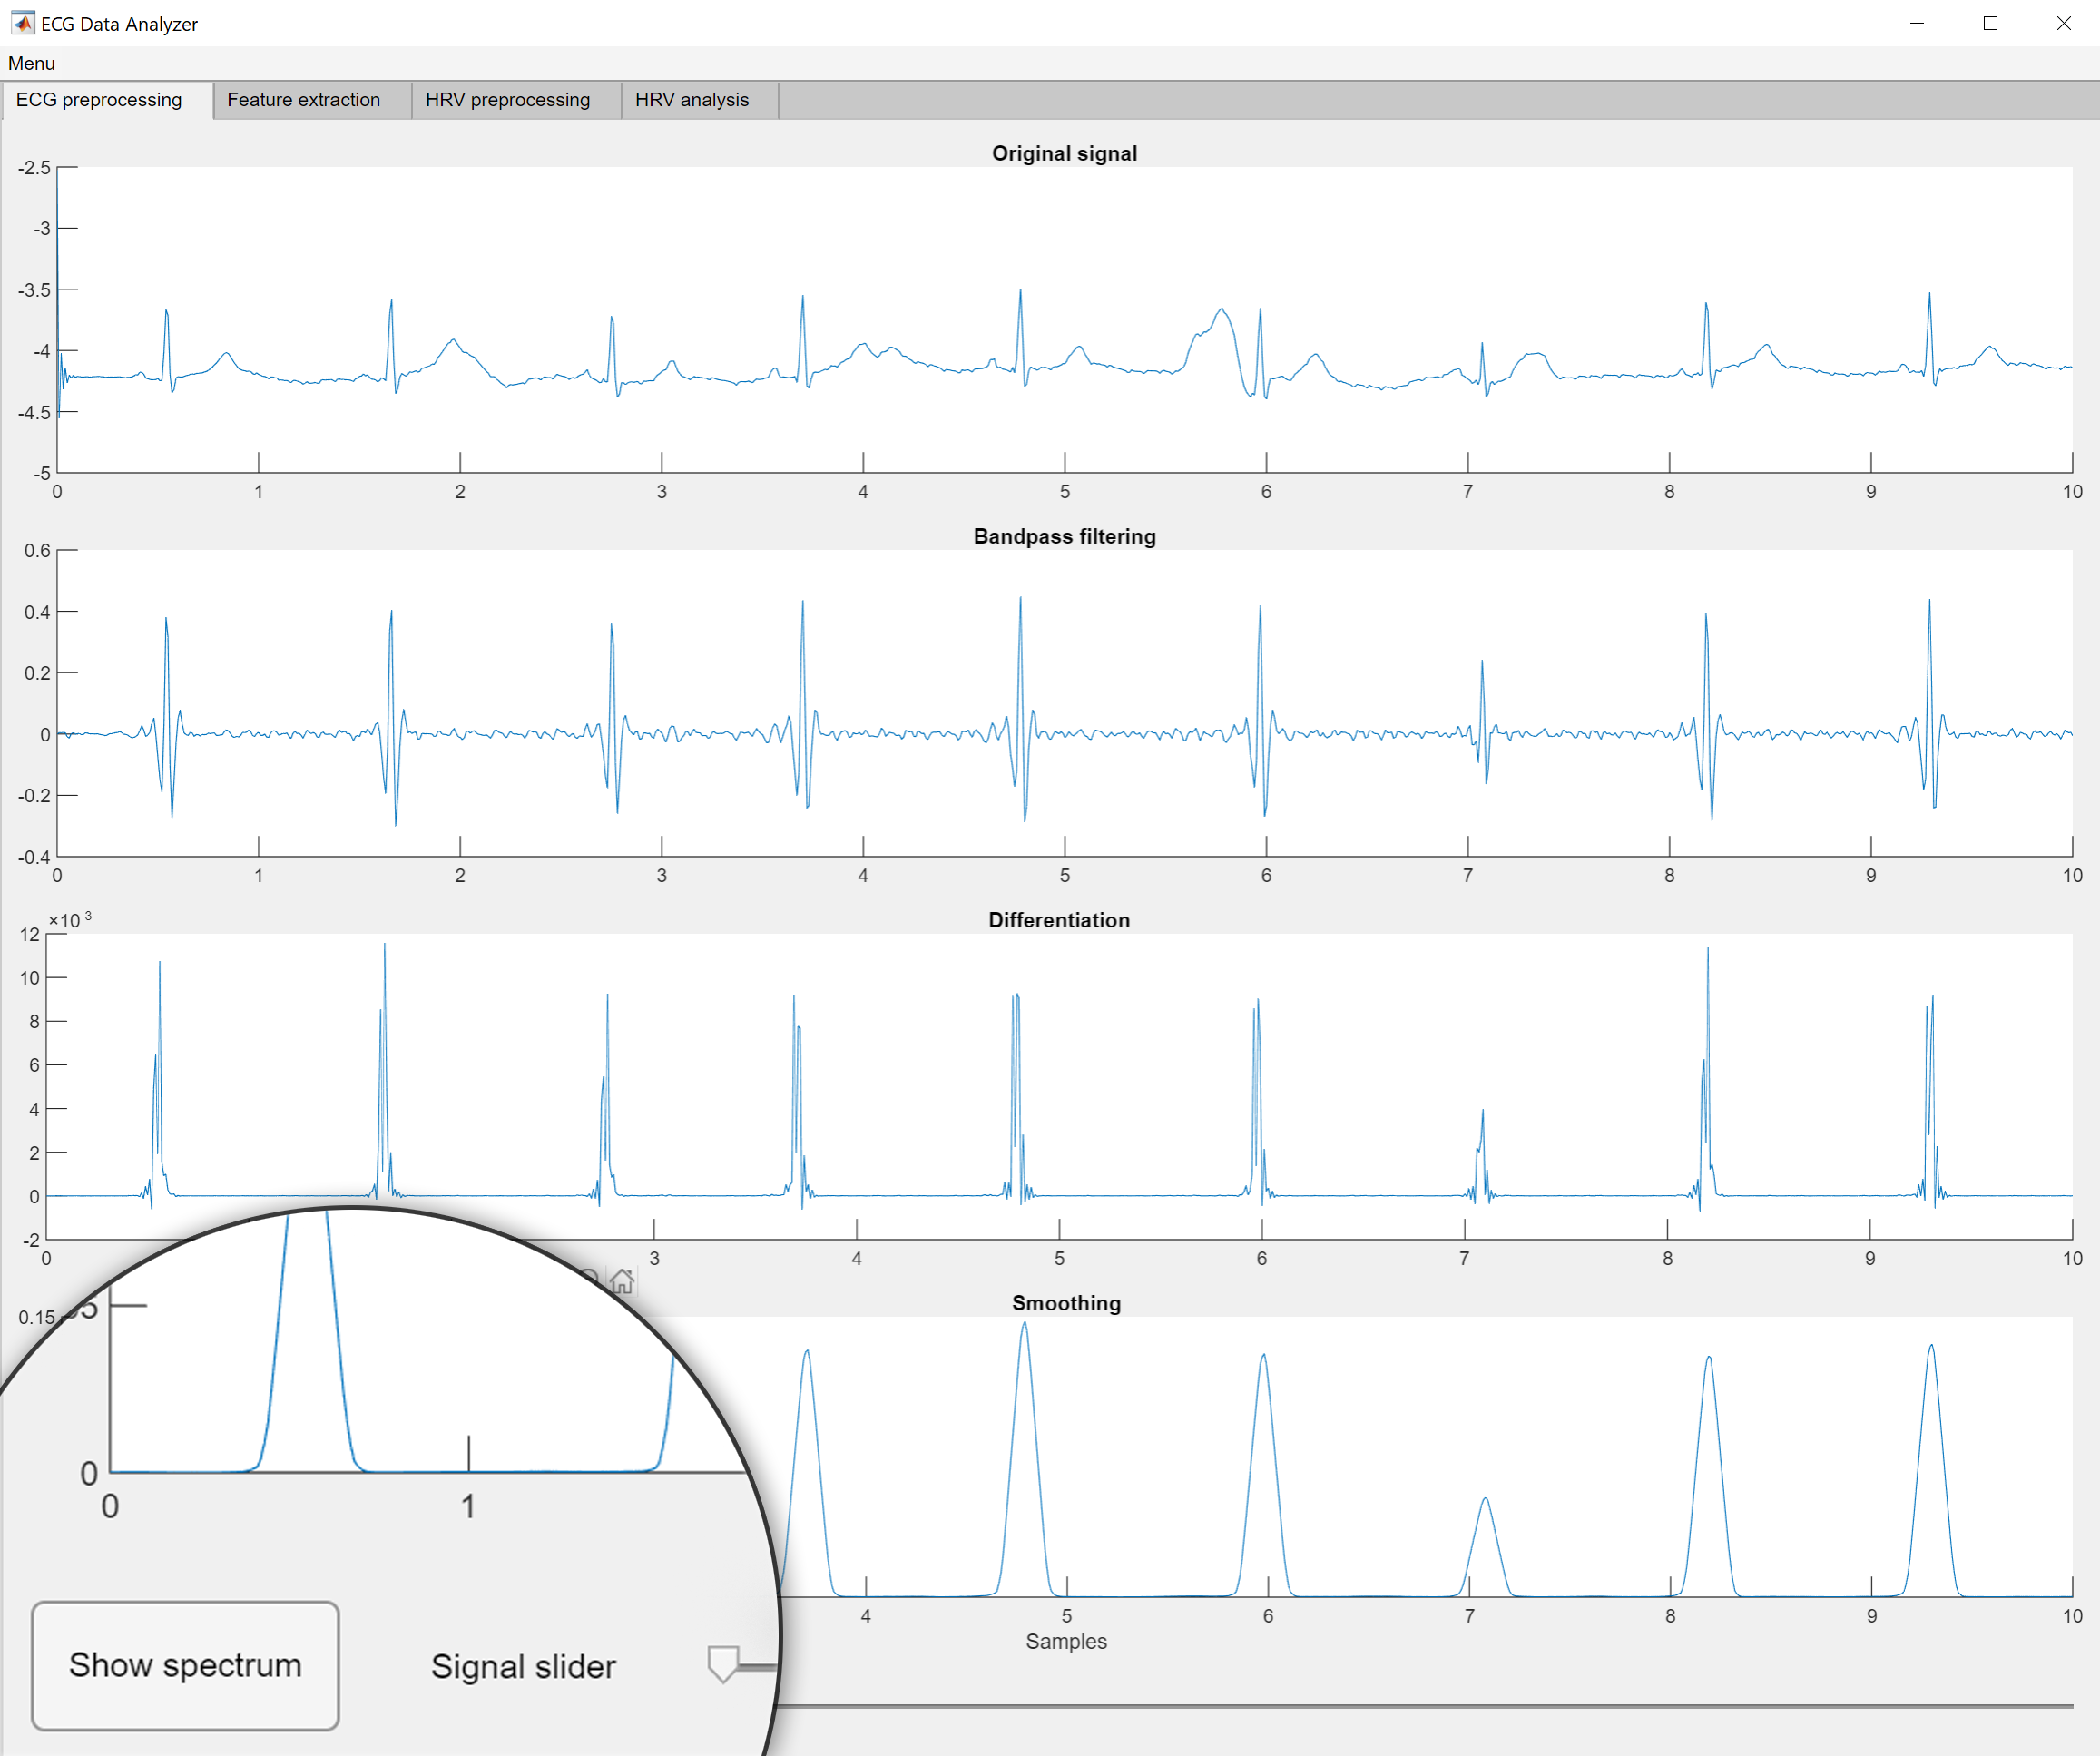 ECG Data Analyzer
Menu
ECG preprocessing Feature extraction HRV preprocessing HRV analysis
Original signal
-2.5
-3
-3.5
-4
-4.5
-5
0 1 2 3 4 5 6 7 8 9 10
Bandpass filtering
0.6
0.4
0.2
0
-0.2
-0.4
0 1 2 3 4 5 6 7 8 9 10
×10-3
Differentiation
12
10
8
6
4
2
0
-2
0 3 4 5 6 7 8 9 10
Smoothing
0.15
5
0
0 1
4 5 6 7 8 9 10
Samples
Show spectrum Signal slider